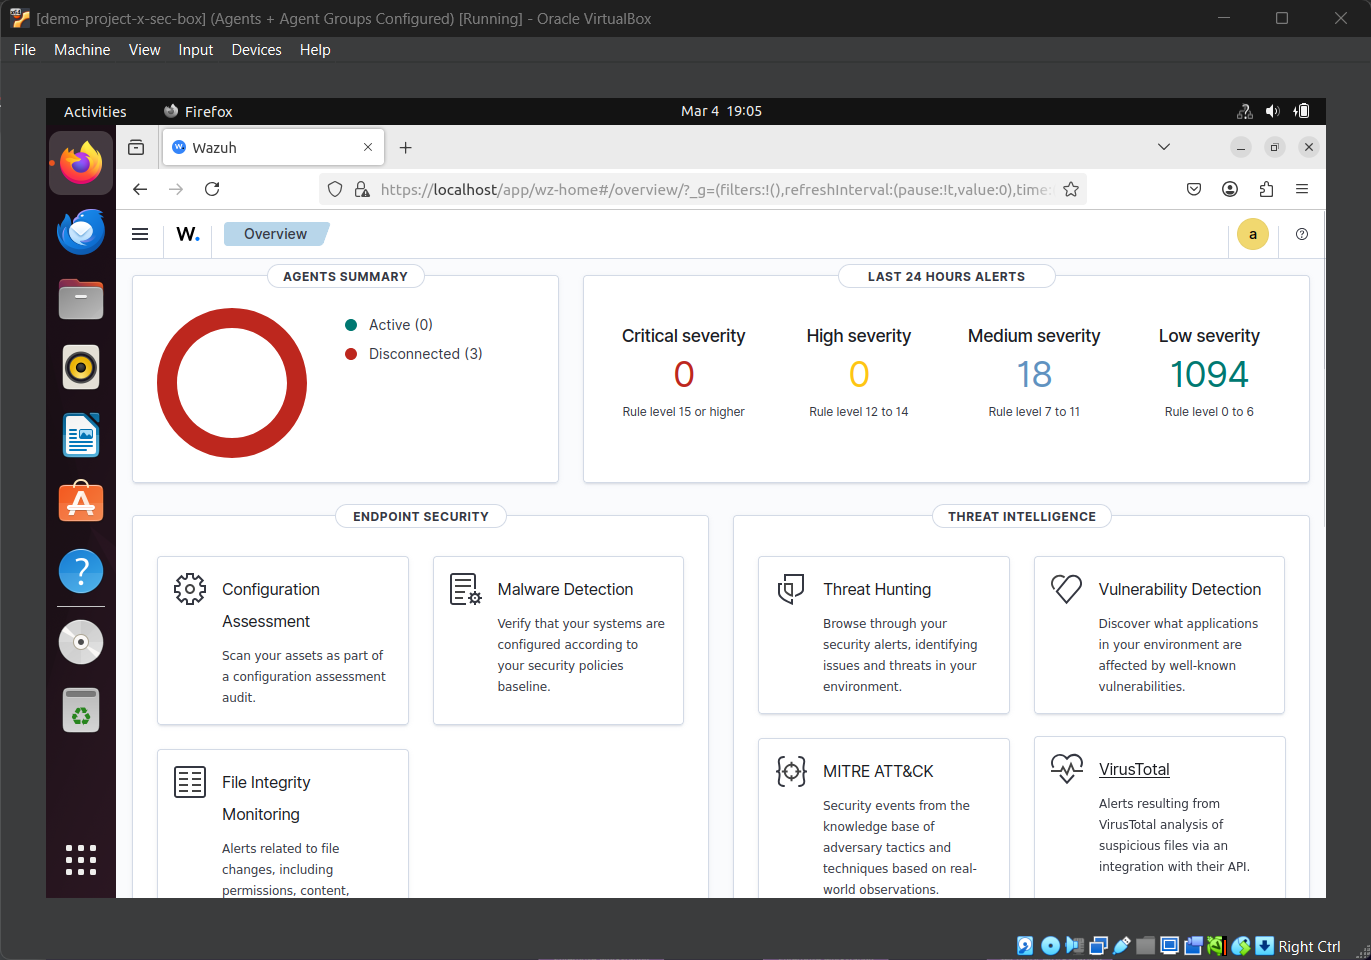 [demo-project-x-sec-box] (Agents + Agent Groups Configured) [Running] - Oracle VirtualBox
File Machine View Input Devices Help
Activities Firefox Mar 4 19:05
Wazuh
https://localhost/app/wz-home#/overview/?_g=(filters:!(),refreshInterval:(pause:!t,value:0),time:
W. Overview a
AGENTS SUMMARY
Active (0)
Disconnected (3)
LAST 24 HOURS ALERTS
Critical severity
0
Rule level 15 or higher
High severity
0
Rule level 12 to 14
Medium severity
18
Rule level 7 to 11
Low severity
1094
Rule level 0 to 6
ENDPOINT SECURITY
Configuration
Assessment
Scan your assets as part of
a configuration assessment
audit.
Malware Detection
Verify that your systems are
configured according to
your security policies
baseline.
File Integrity
Monitoring
Alerts related to file
changes, including
permissions, content,
THREAT INTELLIGENCE
Threat Hunting
Browse through your
security alerts, identifying
issues and threats in your
environment.
Vulnerability Detection
Discover what applications
in your environment are
affected by well-known
vulnerabilities.
MITRE ATT&CK
Security events from the
knowledge base of
adversary tactics and
techniques based on real-
world observations.
VirusTotal
Alerts resulting from
VirusTotal analysis of
suspicious files via an
integration with their API.
Right Ctrl